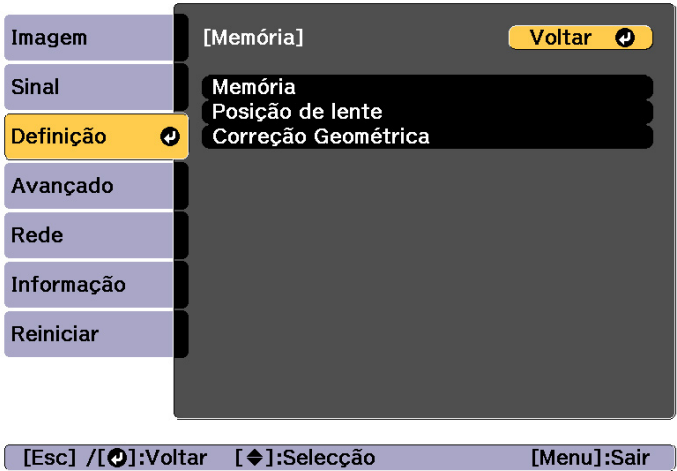 Imagem
Sinal
Definição
Avançado
Rede
Informação
Reiniciar
[Memória]
Voltar
Memória
Posição de lente
Correção Geométrica
[Esc] /[⏎]:Voltar [◆]:Selecção [Menu]:Sair